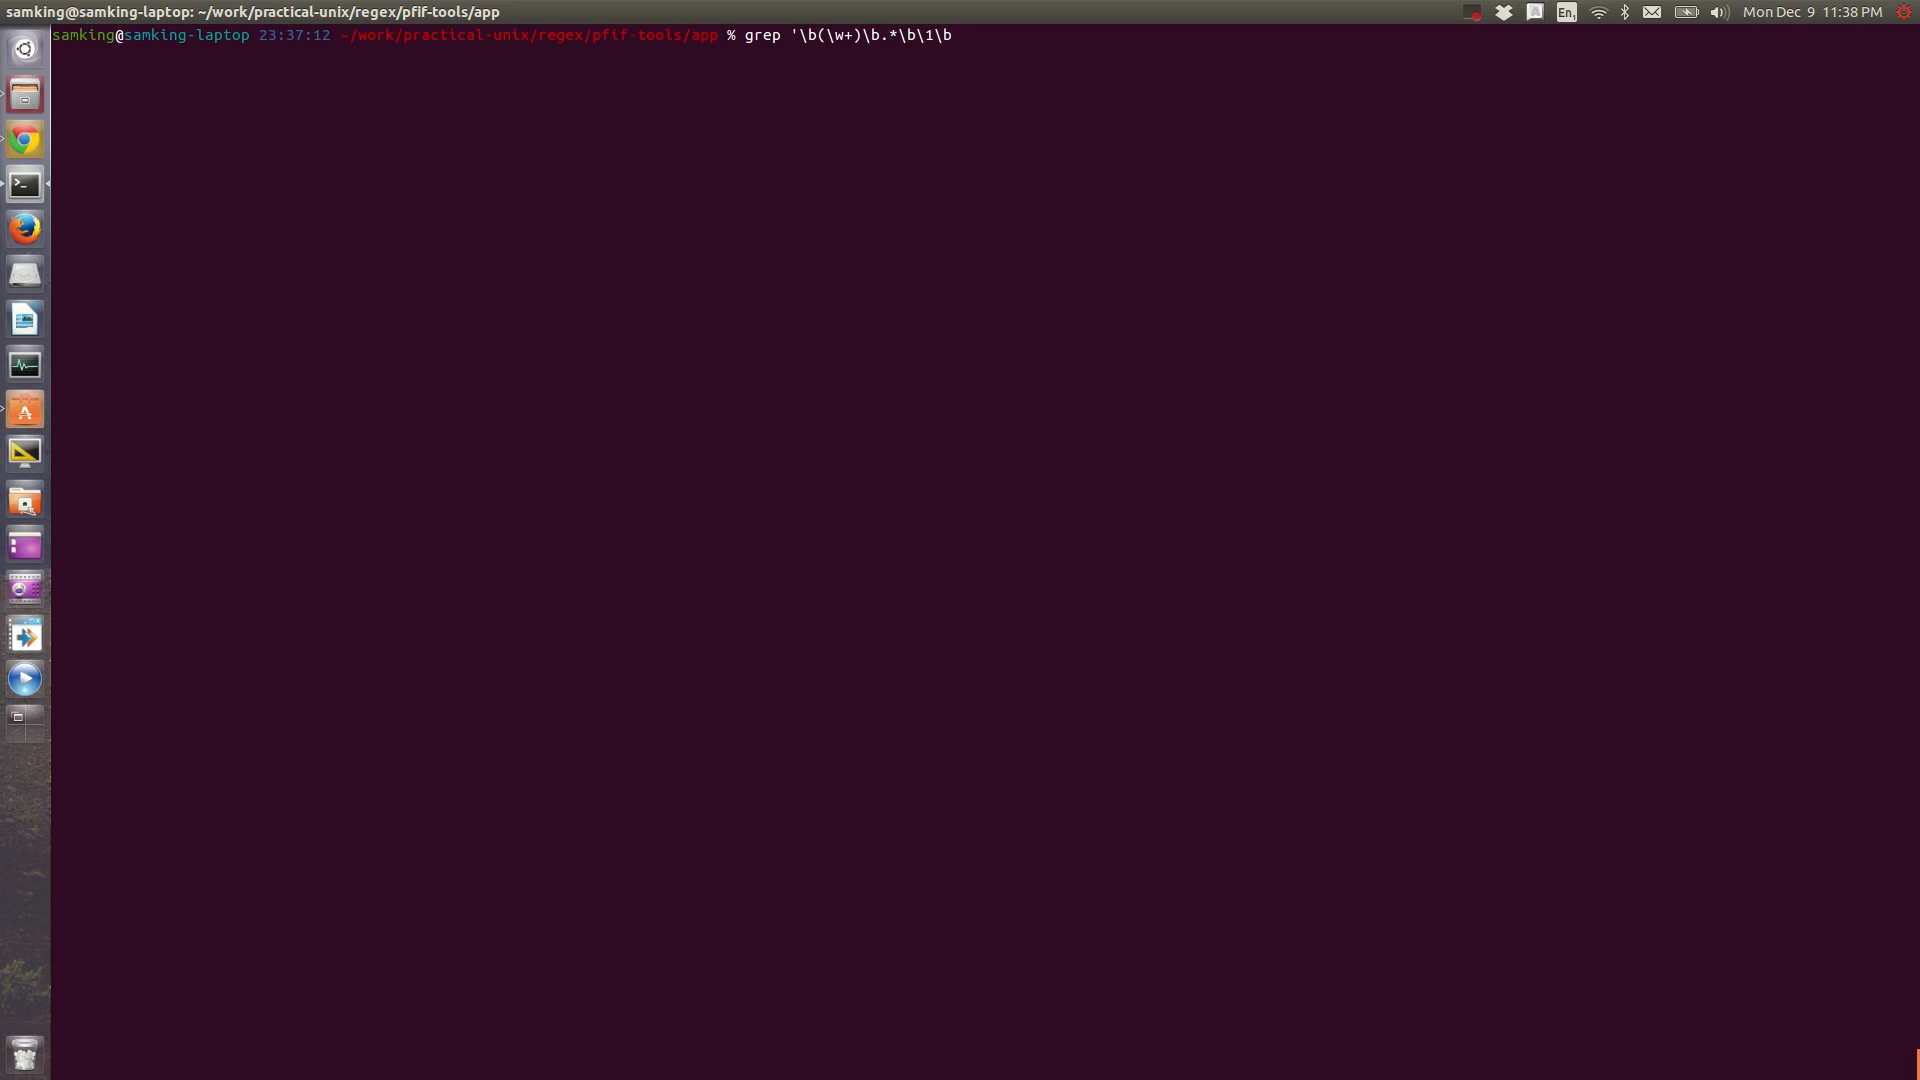 samking@samking-laptop: ~/work/practical-unix/regex/pfif-tools/app En1 Mon Dec 9 11:38 PM
samking@samking-laptop 23:37:12 ~/work/practical-unix/regex/pfif-tools/app % grep '\b(\w+)\b.*\b\1\b